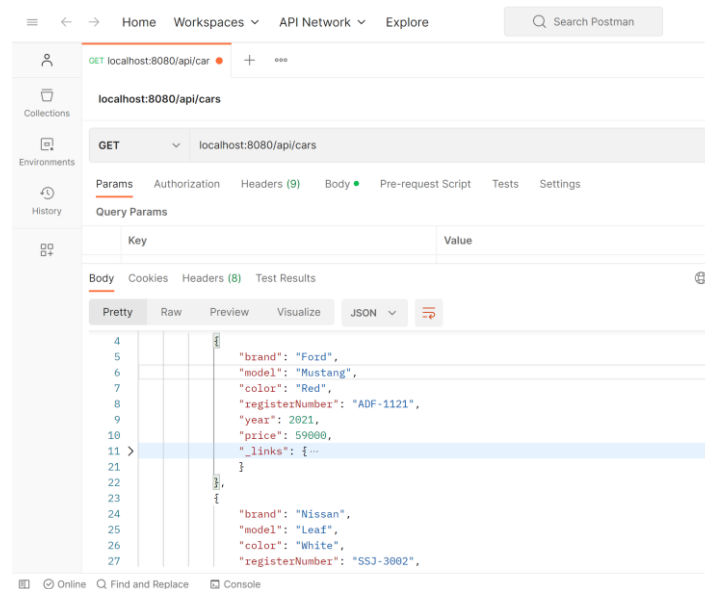 Home Workspaces API Network Explore Search Postman
GET localhost:8080/api/car
localhost:8080/api/cars
Collections
Environments
History
GET localhost:8080/api/cars
Params Authorization Headers (9) Body Pre-request Script Tests Settings
Query Params
Key Value
Body Cookies Headers (8) Test Results
Pretty Raw Preview Visualize JSON
4 {
5 "brand": "Ford",
6 "model": "Mustang",
7 "color": "Red",
8 "registerNumber": "ADF-1121",
9 "year": 2021,
10 "price": 59000,
11 "_links": {…
21 }
22 },
23 {
24 "brand": "Nissan",
25 "model": "Leaf",
26 "color": "White",
27 "registerNumber": "SSJ-3002",
Online Find and Replace Console